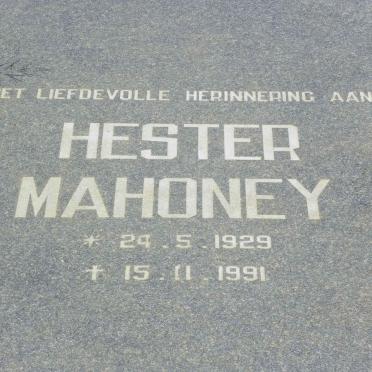 ET LIEFDEVOLLE HERINNERING AAN
HESTER
MAHONEY
* 24.5.1929
✝ 15.11.1991